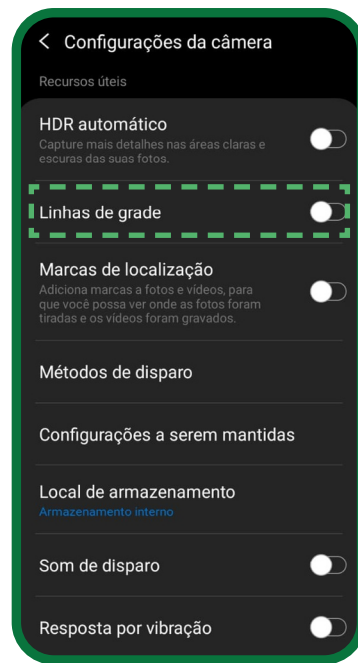 Configurações da câmera
Recursos úteis
HDR automático
Capture mais detalhes nas áreas claras e
escuras das suas fotos.
Linhas de grade
Marcas de localização
Adiciona marcas a fotos e vídeos, para
que você possa ver onde as fotos foram
tiradas e os vídeos foram gravados.
Métodos de disparo
Configurações a serem mantidas
Local de armazenamento
Armazenamento interno
Som de disparo
Resposta por vibração